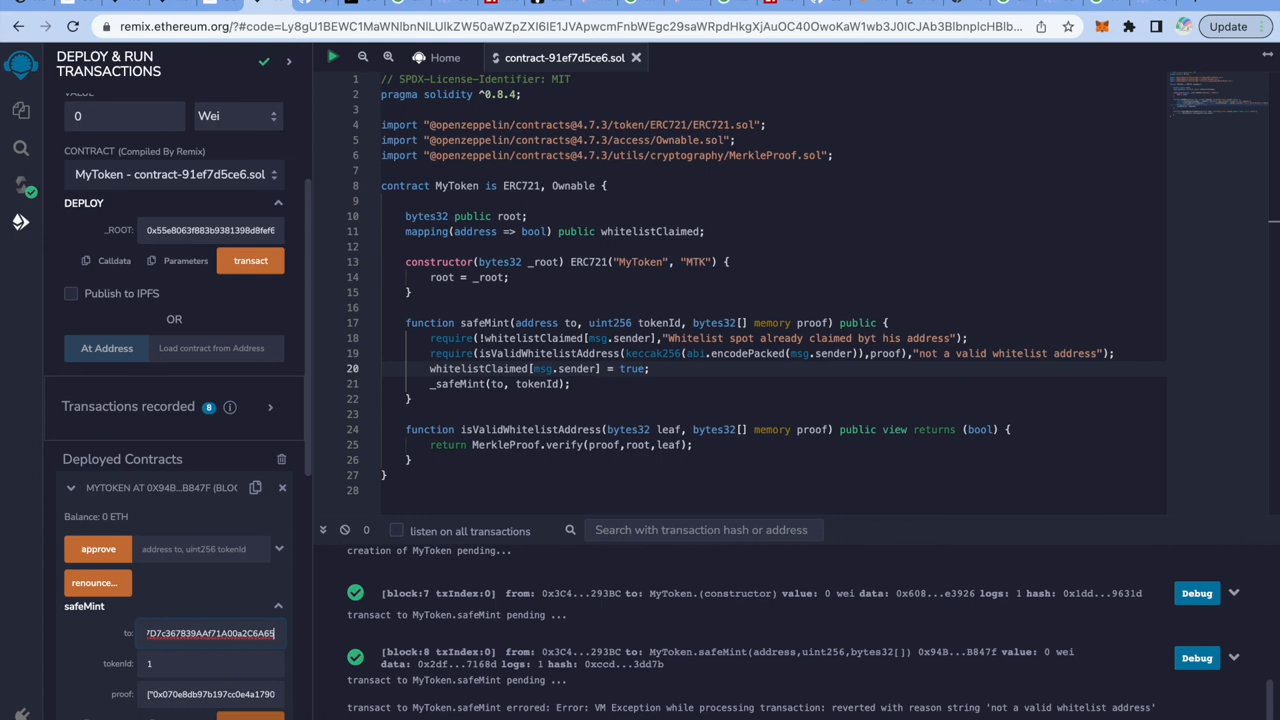 remix.ethereum.org/?#code=Ly8gU1BEWC1MaWNlbnNlLUlkZW50aWZpZXI6IE1JVApwcmFnbWEgc29saWRpdHkgXjAuOC40OwoKaW1wb3J0ICJAb3BlbnplcHBlbGlu/co...
Update
DEPLOY & RUN
TRANSACTIONS
VALUE
0
Wei
CONTRACT (Compiled By Remix)
MyToken - contract-91ef7d5ce6.sol
DEPLOY
_ROOT:
0x55e8063f883b9381398d8fef6
Calldata
Parameters
transact
Publish to IPFS
OR
At Address
Load contract from Address
Transactions recorded 8
Deployed Contracts
MYTOKEN AT 0X94B...B847F (BLOC
Balance: 0 ETH
approve
address to, uint256 tokenId
renounce...
safeMint
to:
7D7c367839AAf71A00a2C6A65
tokenId:
1
proof:
["0x070e8db97b197cc0e4a1790
Home
contract-91ef7d5ce6.sol
1 // SPDX-License-Identifier: MIT
2 pragma solidity ^0.8.4;
3
4 import "@openzeppelin/contracts@4.7.3/token/ERC721/ERC721.sol";
5 import "@openzeppelin/contracts@4.7.3/access/Ownable.sol";
6 import "@openzeppelin/contracts@4.7.3/utils/cryptography/MerkleProof.sol";
7
8 contract MyToken is ERC721, Ownable {
9
10 bytes32 public root;
11 mapping(address => bool) public whitelistClaimed;
12
13 constructor(bytes32 _root) ERC721("MyToken", "MTK") {
14 root = _root;
15 }
16
17 function safeMint(address to, uint256 tokenId, bytes32[] memory proof) public {
18 require(!whitelistClaimed[msg.sender],"Whitelist spot already claimed byt his address");
19 require(isValidWhitelistAddress(keccak256(abi.encodePacked(msg.sender)),proof),"not a valid whitelist address");
20 whitelistClaimed[msg.sender] = true;
21 _safeMint(to, tokenId);
22 }
23
24 function isValidWhitelistAddress(bytes32 leaf, bytes32[] memory proof) public view returns (bool) {
25 return MerkleProof.verify(proof,root,leaf);
26 }
27 }
28
0
listen on all transactions
Search with transaction hash or address
creation of MyToken pending...
[block:7 txIndex:0] from: 0x3C4...293BC to: MyToken.(constructor) value: 0 wei data: 0x608...e3926 logs: 1 hash: 0x1dd...9631d
Debug
transact to MyToken.safeMint pending ...
[block:8 txIndex:0] from: 0x3C4...293BC to: MyToken.safeMint(address,uint256,bytes32[]) 0x94B...B847f value: 0 wei
data: 0x2df...7168d logs: 1 hash: 0xccd...3dd7b
Debug
transact to MyToken.safeMint pending ...
transact to MyToken.safeMint errored: Error: VM Exception while processing transaction: reverted with reason string 'not a valid whitelist address'